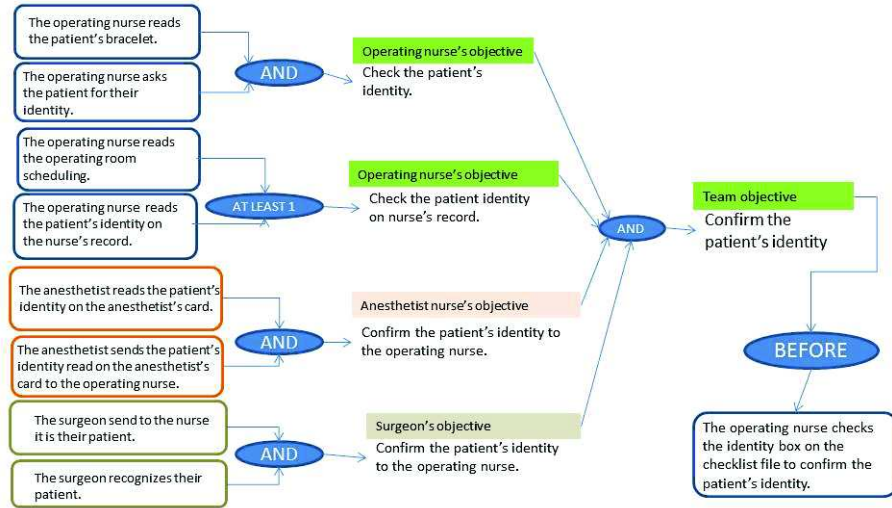 The operating nurse reads
the patient's bracelet.
The operating nurse asks
the patient for their
identity.
AND
Operating nurse's objective
Check the patient's
identity.
The operating nurse reads
the operating room
scheduling.
The operating nurse reads
the patient's identity on
the nurse's record.
AT LEAST 1
Operating nurse's objective
Check the patient identity
on nurse's record.
The anesthetist reads the patient's
identity on the anesthetist's card.
The anesthetist sends the patient's
identity read on the anesthetist's
card to the operating nurse.
AND
Anesthetist nurse's objective
Confirm the patient's identity to
the operating nurse.
The surgeon send to the nurse
it is their patient.
The surgeon recognizes their
patient.
AND
Surgeon's objective
Confirm the patient's identity
to the operating nurse.
AND
Team objective
Confirm the
patient's identity
BEFORE
The operating nurse checks
the identity box on the
checklist file to confirm the
patient's identity.